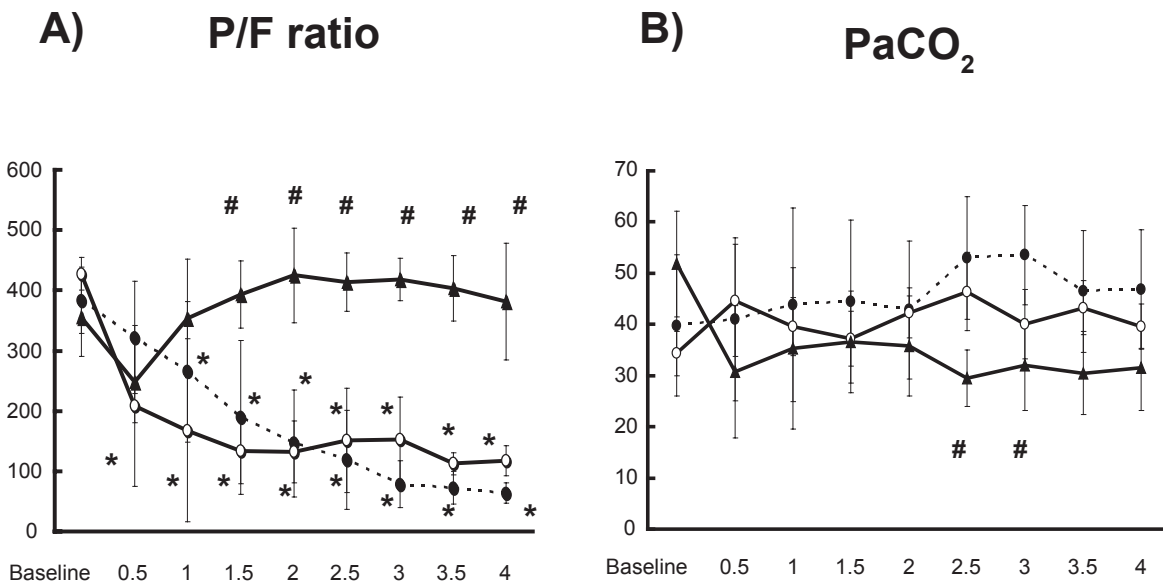 A) P/F ratio
600
500
400
300
200
100
0
# # # # # #
* * * * * *
* * * * * * * *
*
Baseline 0.5 1 1.5 2 2.5 3 3.5 4
B) PaCO₂
70
60
50
40
30
20
10
0
# #
Baseline 0.5 1 1.5 2 2.5 3 3.5 4